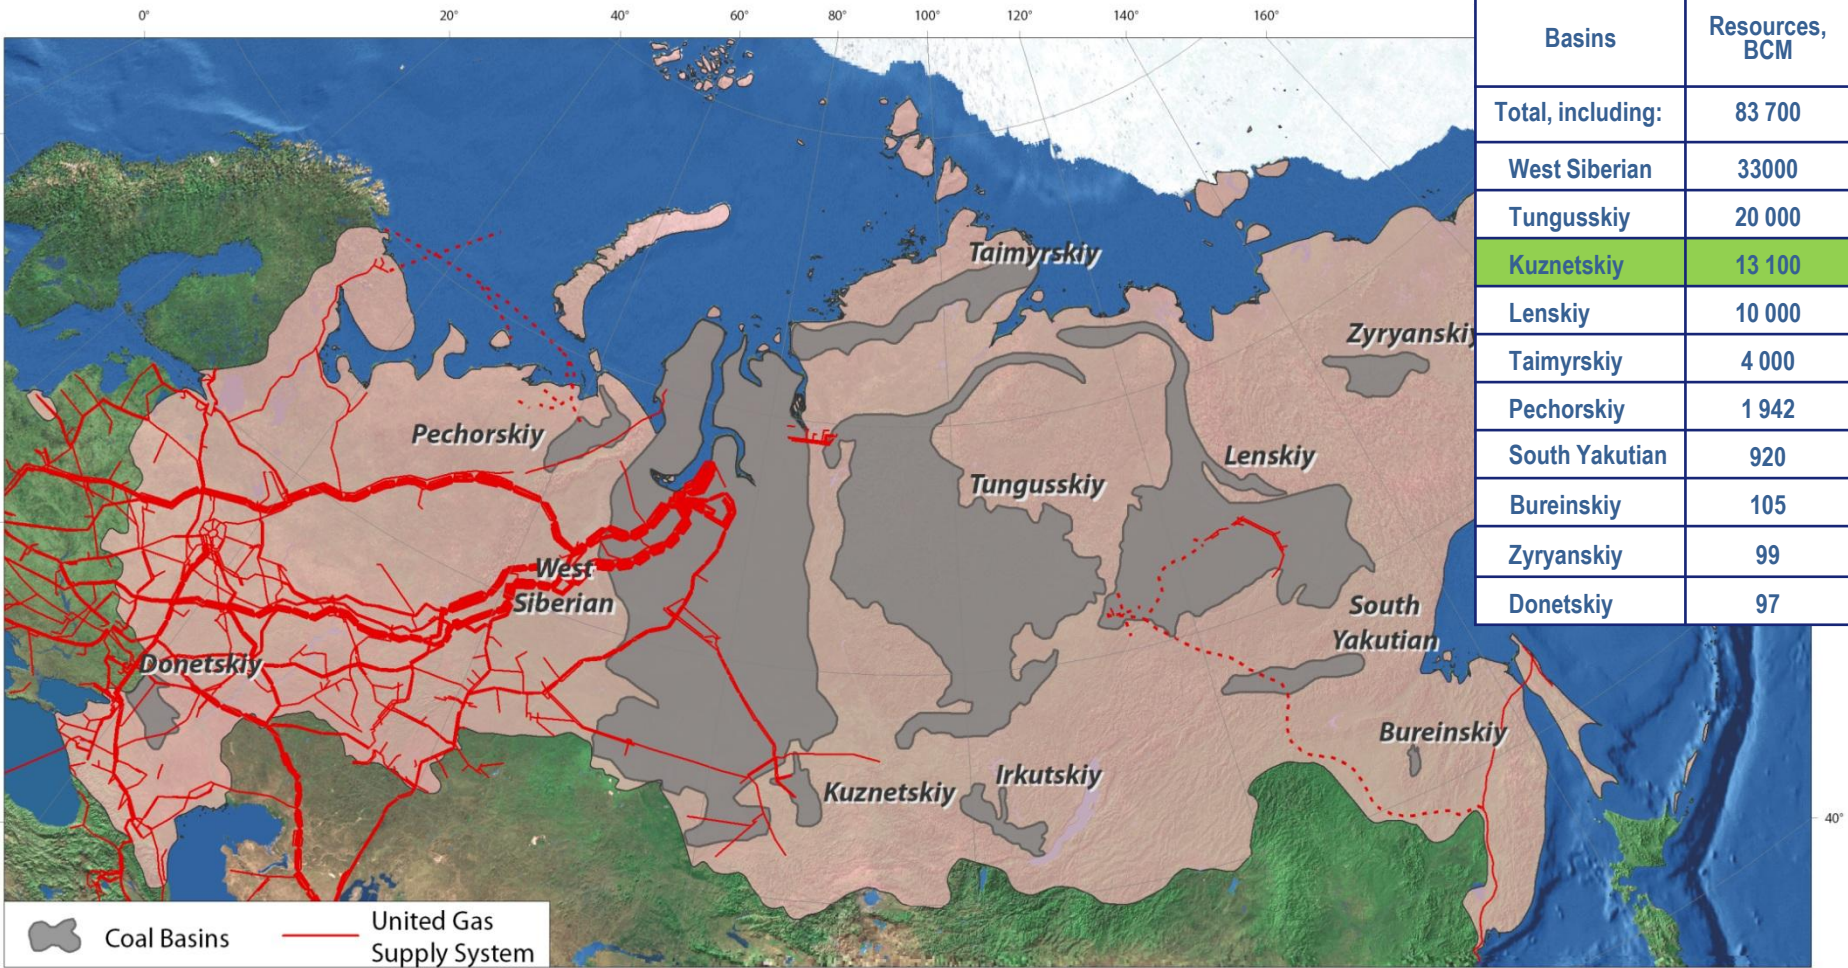 0° 20° 40° 60° 80° 100° 120° 140° 160°
Basins Resources,
BCM
Total, including: 83 700
West Siberian 33000
Tungusskiy 20 000
Kuznetskiy 13 100
Lenskiy 10 000
Taimyrskiy 4 000
Pechorskiy 1 942
South Yakutian 920
Bureinskiy 105
Zyryanskiy 99
Donetskiy 97
Taimyrskiy
Zyryanskiy
Pechorskiy
Lenskiy
Tungusskiy
West
Siberian
South
Yakutian
Donetskiy
Bureinskiy
Irkutskiy
Kuznetskiy
40°
Coal Basins
United Gas
Supply System